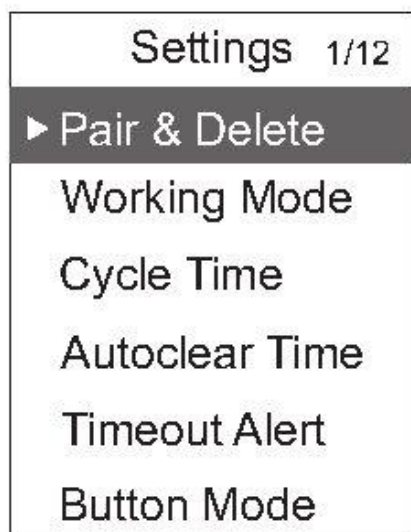 Settings 1/12
Pair & Delete
Working Mode
Cycle Time
Autoclear Time
Timeout Alert
Button Mode